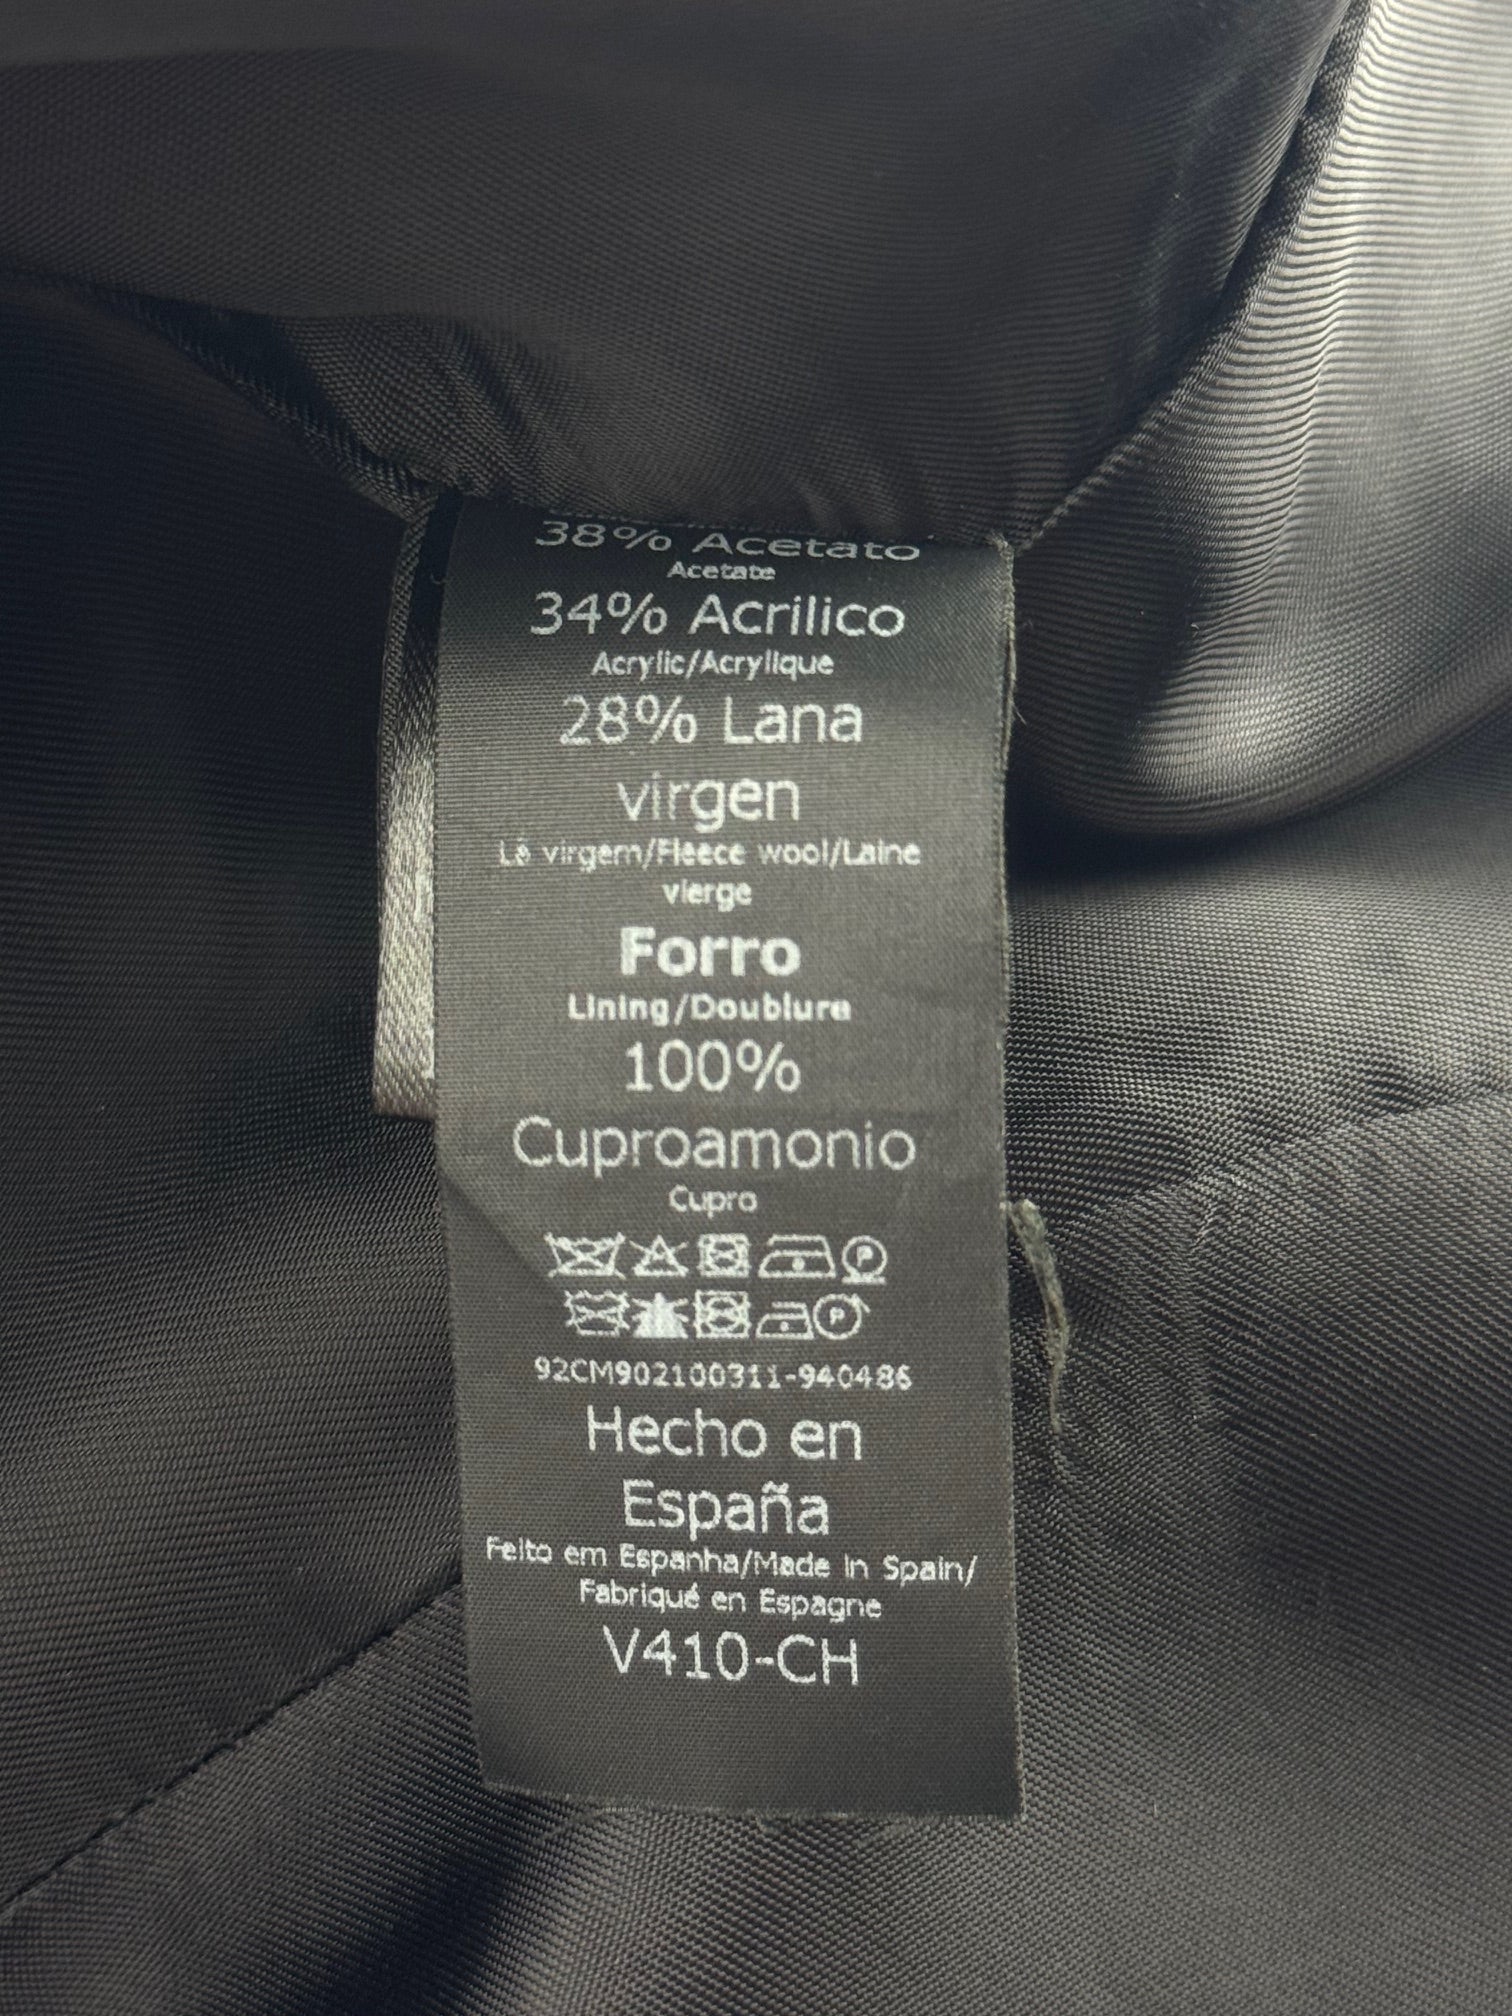 38% Acetato
Acetate
34% Acrilico
Acrylic/Acrylique
28% Lana
virgen
Lã virgem/Fleece wool/Laine
vierge
Forro
Lining/Doublure
100%
Cuproamonio
Cupro
P
P
92CM902100311-940486
Hecho en
España
Feito em Espanha/Made in Spain/
Fabriqué en Espagne
V410-CH